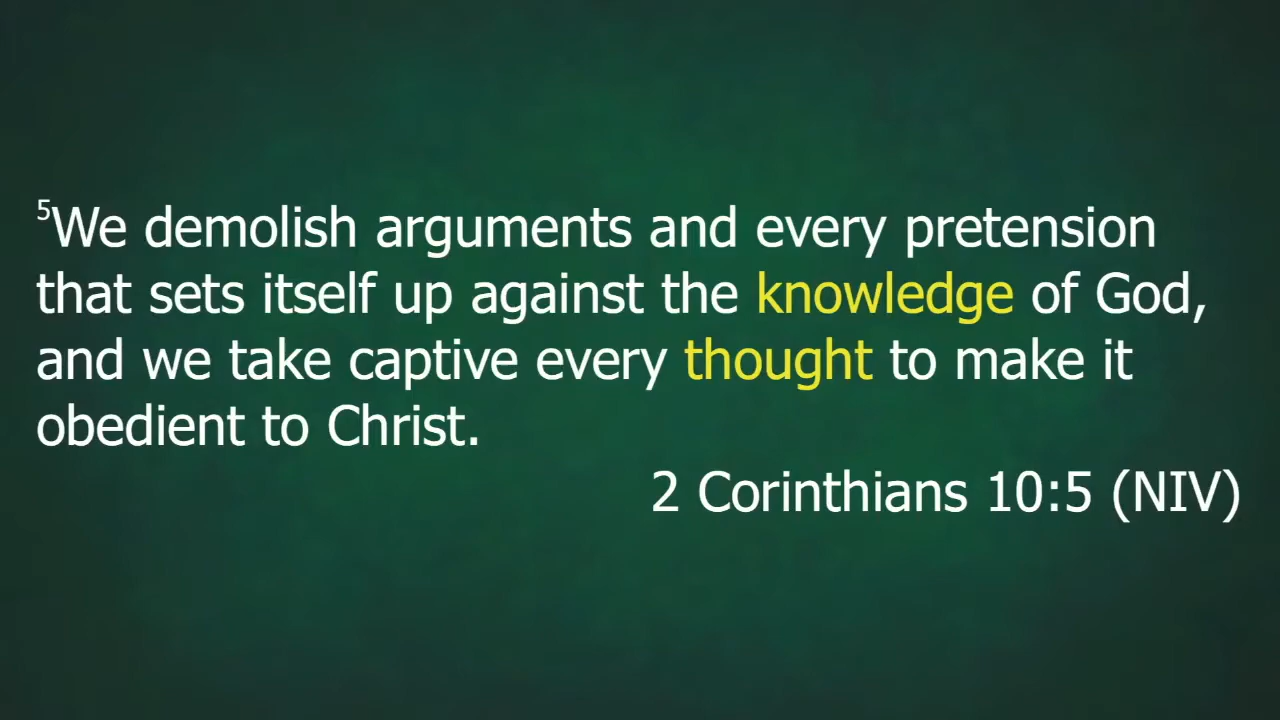 ⁵We demolish arguments and every pretension
that sets itself up against the knowledge of God,
and we take captive every thought to make it
obedient to Christ.
2 Corinthians 10:5 (NIV)